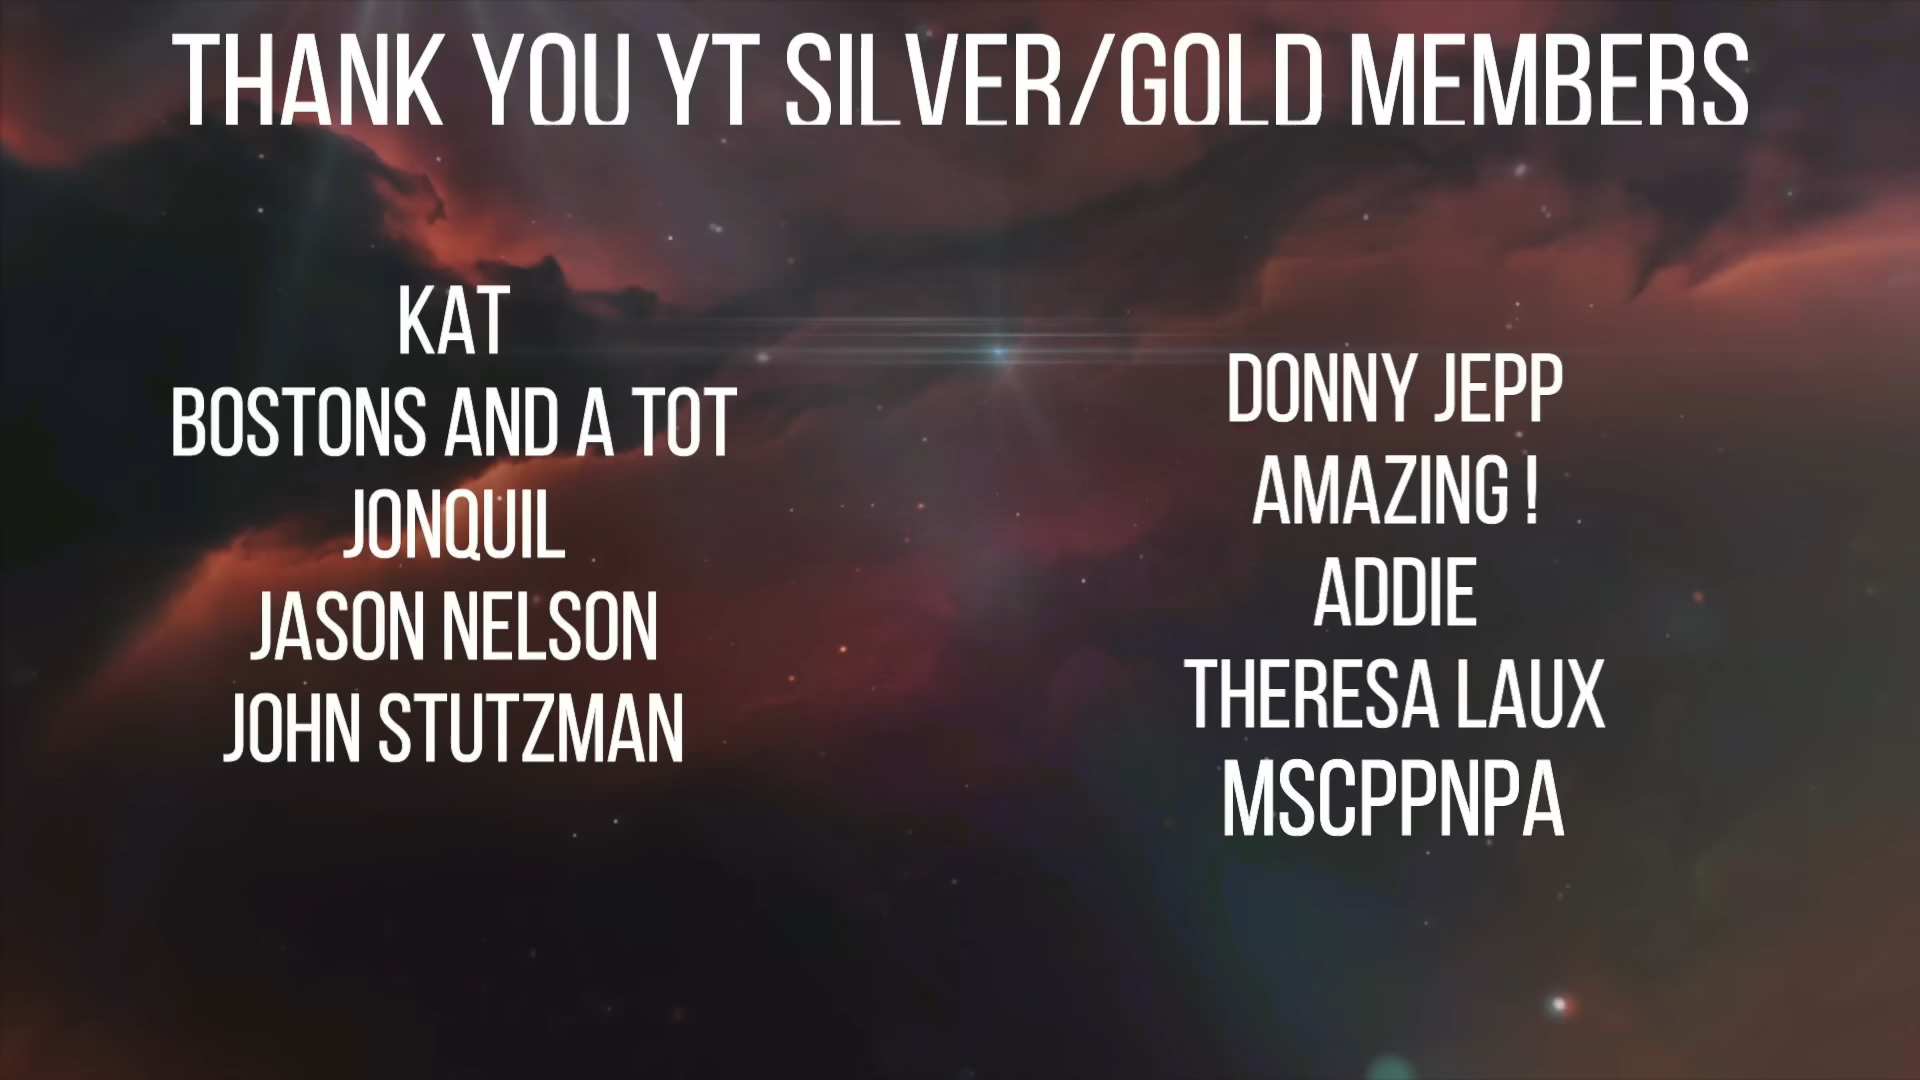 THANK YOU YT SILVER/GOLD MEMBERS
KAT
BOSTONS AND A TOT
JONQUIL
JASON NELSON
JOHN STUTZMAN
DONNY JEPP
AMAZING !
ADDIE
THERESA LAUX
MSCPPNPA